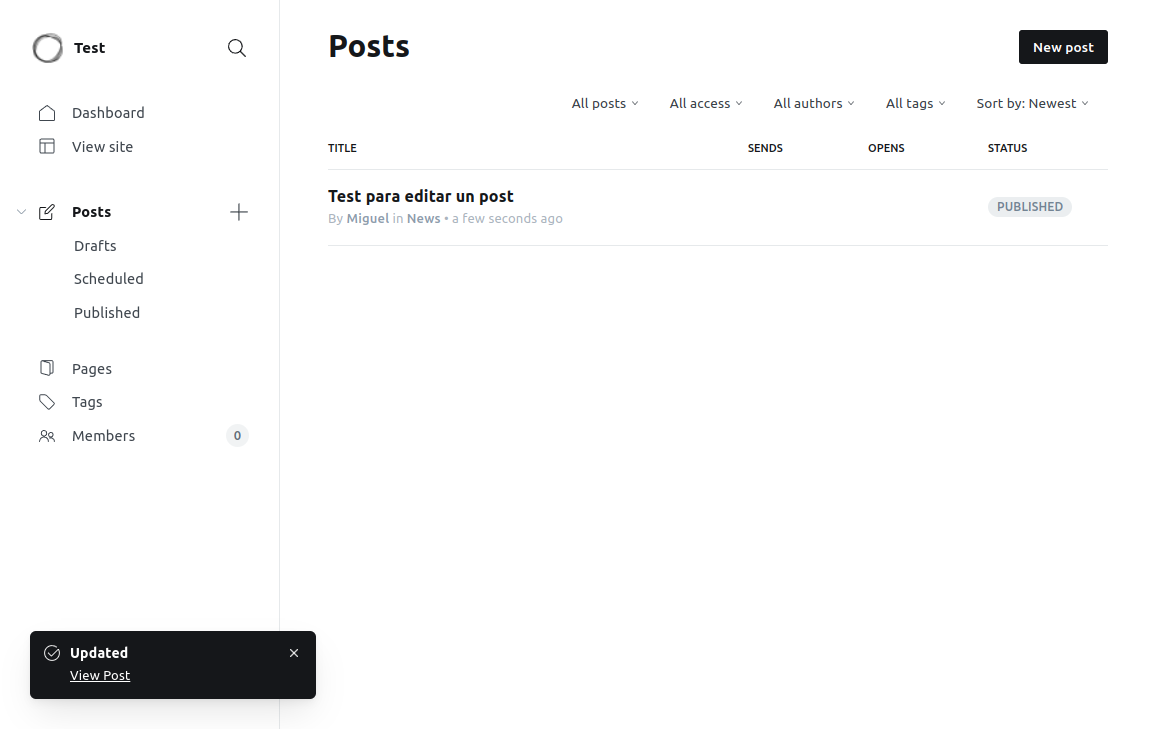 Test
Dashboard
View site
Posts
Drafts
Scheduled
Published
Pages
Tags
Members 0
Posts
New post
All posts All access All authors All tags Sort by: Newest
TITLE SENDS OPENS STATUS
Test para editar un post
By Miguel in News • a few seconds ago
PUBLISHED
Updated
View Post